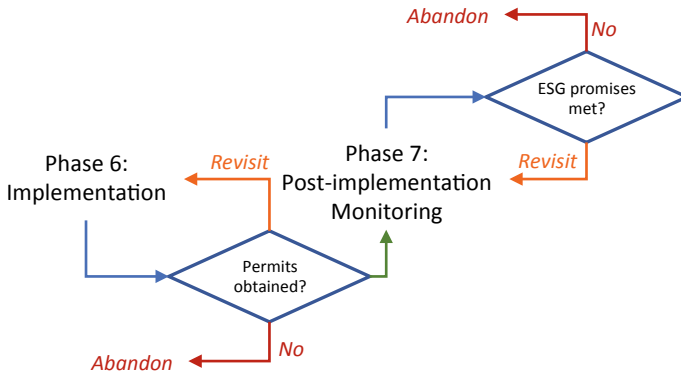 Abandon
No
ESG promises
met?
Revisit
Phase 7:
Post-implementation
Monitoring
Phase 6:
Implementation
Revisit
Permits
obtained?
No
Abandon